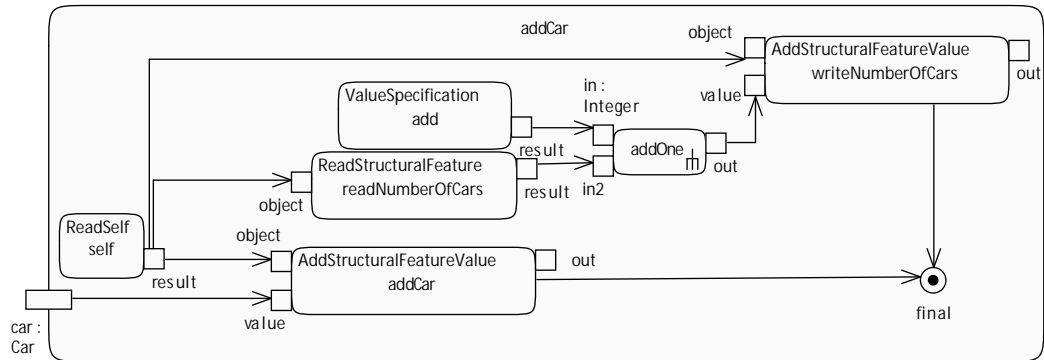 addCar
object
AddStructuralFeatureValue
writeNumberOfCars
out
value
in :
Integer
ValueSpecification
add
result
addOne
out
ReadStructuralFeature
readNumberOfCars
result
in2
object
ReadSelf
self
result
object
AddStructuralFeatureValue
addCar
out
value
car :
Car
final